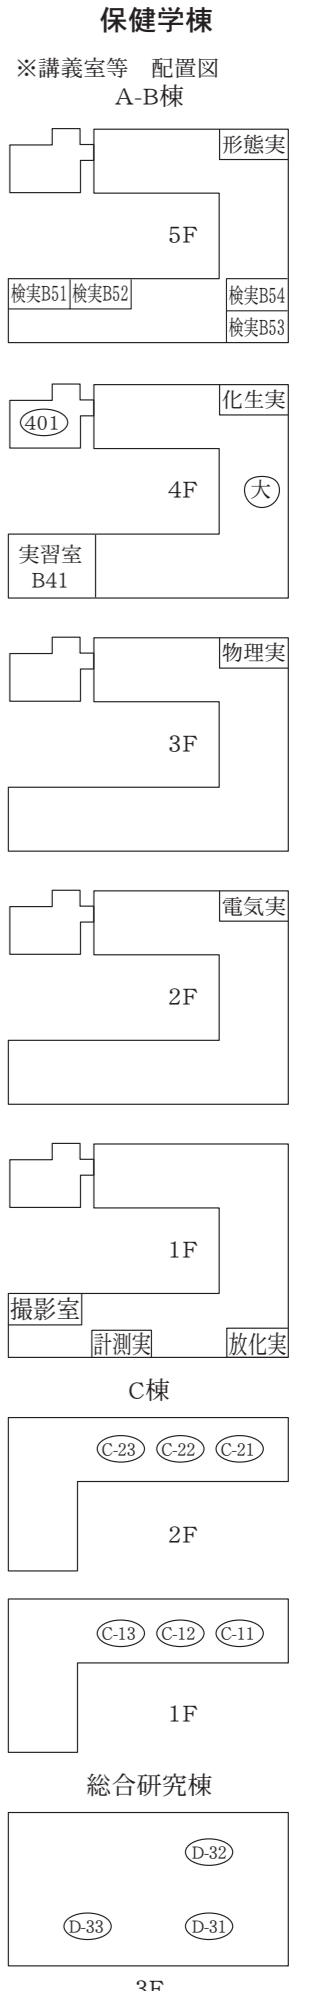 保健学棟
※講義室等　配置図
A-B棟
形態実
5F
検実B51 検実B52 検実B54
検実B53
化生実
401
4F 大
実習室
B41
物理実
3F
電気実
2F
1F
撮影室
計測実 放化実
C棟
C-23 C-22 C-21
2F
C-13 C-12 C-11
1F
総合研究棟
D-32
D-33 D-31
3F